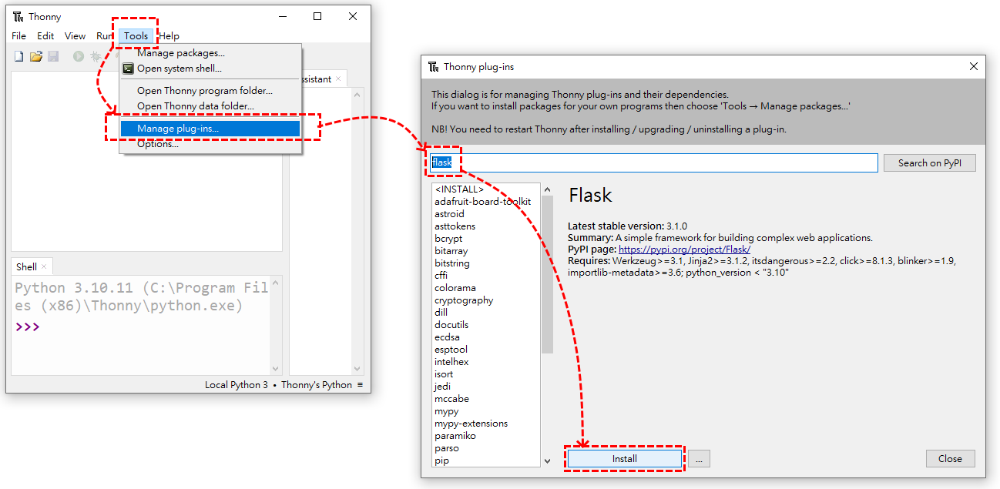 Thonny
File Edit View Run Tools Help
Manage packages...
Open system shell...
Open Thonny program folder...
Open Thonny data folder...
Manage plug-ins...
Options...
ssistant
Shell
Python 3.10.11 (C:\Program Fil
es (x86)\Thonny\python.exe)
>>>
Local Python 3 • Thonny's Python ≡
Thonny plug-ins
This dialog is for managing Thonny plug-ins and their dependencies.
If you want to install packages for your own programs then choose 'Tools → Manage packages...'
NB! You need to restart Thonny after installing / upgrading / uninstalling a plug-in.
flask
Search on PyPI
<INSTALL>
adafruit-board-toolkit
astroid
asttokens
bcrypt
bitarray
bitstring
cffi
colorama
cryptography
dill
docutils
ecdsa
esptool
intelhex
isort
jedi
mccabe
mypy
mypy-extensions
paramiko
parso
pip
Flask
Latest stable version: 3.1.0
Summary: A simple framework for building complex web applications.
PyPI page: https://pypi.org/project/Flask/
Requires: Werkzeug>=3.1, Jinja2>=3.1.2, itsdangerous>=2.2, click>=8.1.3, blinker>=1.9,
importlib-metadata>=3.6; python_version < "3.10"
Install
...
Close